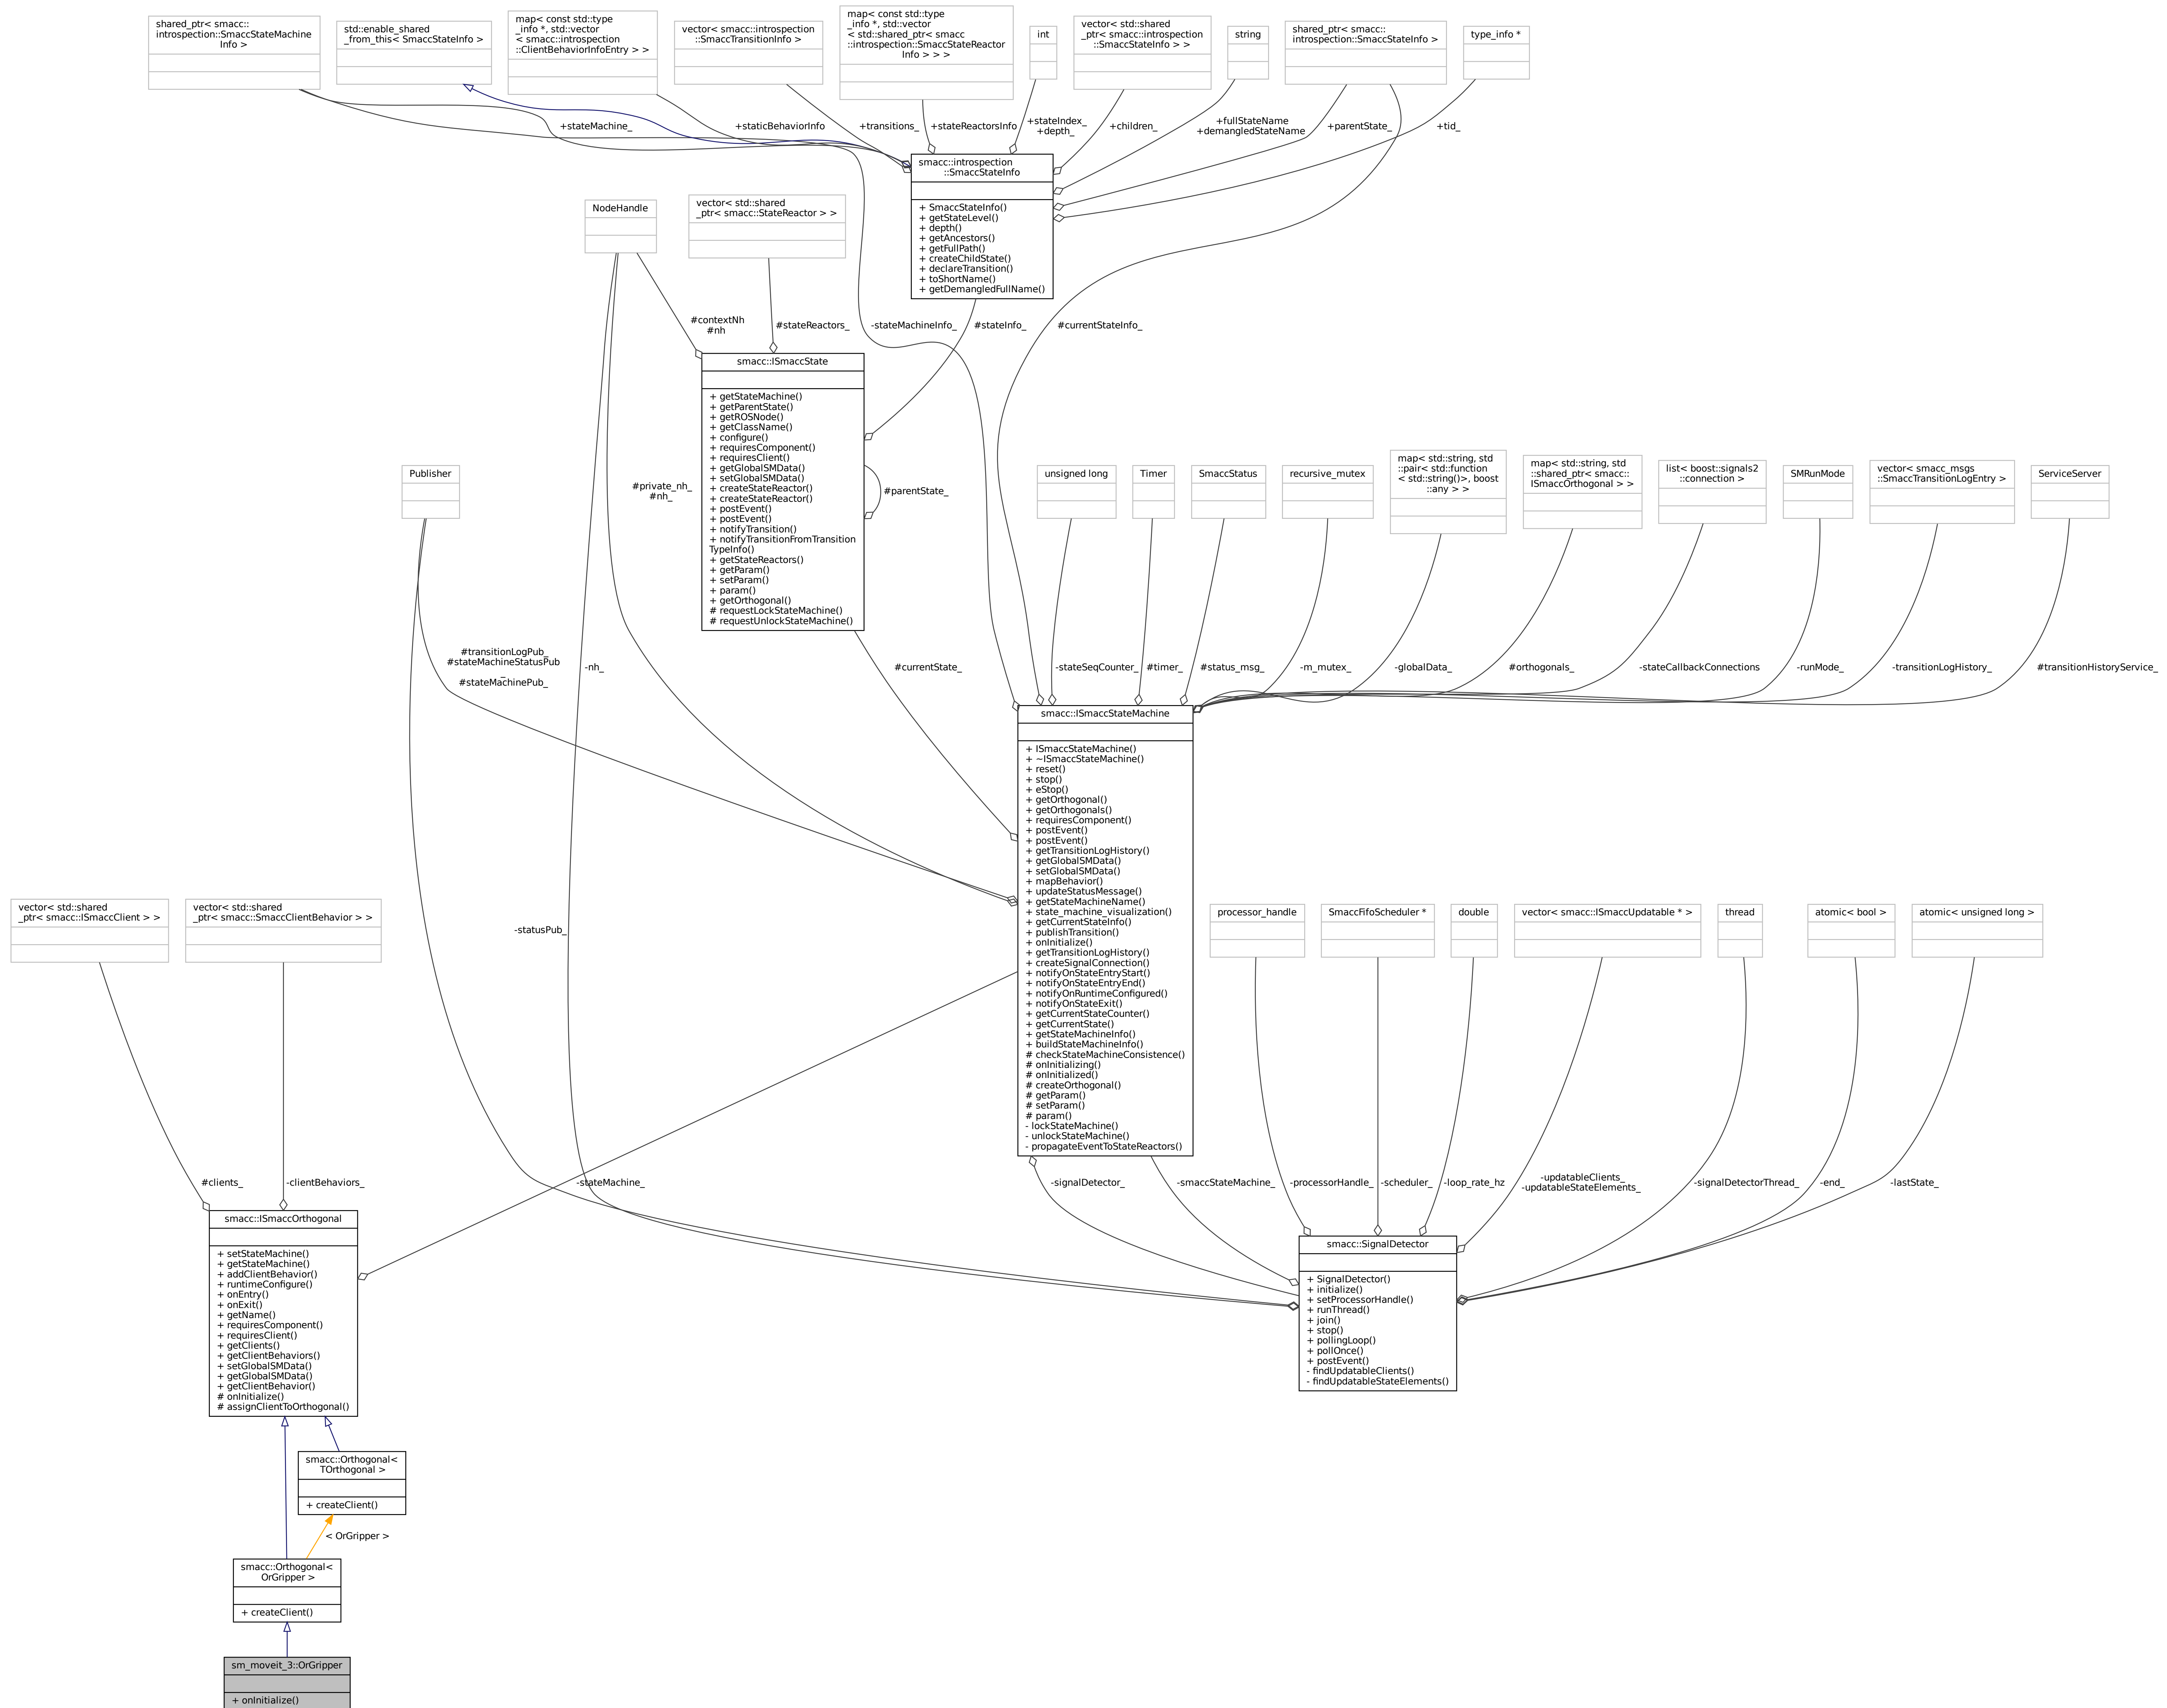 shared_ptr< smacc::
introspection::SmaccStateMachine
Info >
std::enable_shared
_from_this< SmaccStateInfo >
map< const std::type
_info *, std::vector
< smacc::introspection
::ClientBehaviorInfoEntry > >
vector< smacc::introspection
::SmaccTransitionInfo >
map< const std::type
_info *, std::vector
< std::shared_ptr< smacc
::introspection::SmaccStateReactor
Info > > >
int
vector< std::shared
_ptr< smacc::introspection
::SmaccStateInfo > >
string
shared_ptr< smacc::
introspection::SmaccStateInfo >
type_info *
+stateMachine_
+staticBehaviorInfo
+transitions_
+stateReactorsInfo
+stateIndex_
+depth_
+children_
+fullStateName
+demangledStateName
+parentState_
+tid_
smacc::introspection
::SmaccStateInfo
+ SmaccStateInfo()
+ getStateLevel()
+ depth()
+ getAncestors()
+ getFullPath()
+ createChildState()
+ declareTransition()
+ toShortName()
+ getDemangledFullName()
NodeHandle
vector< std::shared
_ptr< smacc::StateReactor > >
#contextNh
#nh
#stateReactors_
-stateMachineInfo_
#stateInfo_
#currentStateInfo_
smacc::ISmaccState
+ getStateMachine()
+ getParentState()
+ getROSNode()
+ getClassName()
+ configure()
+ requiresComponent()
+ requiresClient()
+ getGlobalSMData()
+ setGlobalSMData()
+ createStateReactor()
+ createStateReactor()
+ postEvent()
+ postEvent()
+ notifyTransition()
+ notifyTransitionFromTransition
TypeInfo()
+ getStateReactors()
+ getParam()
+ setParam()
+ param()
+ getOrthogonal()
# requestLockStateMachine()
# requestUnlockStateMachine()
#parentState_
Publisher
#private_nh_
#nh_
unsigned long
Timer
SmaccStatus
recursive_mutex
map< std::string, std
::pair< std::function
< std::string()>, boost
::any > >
map< std::string, std
::shared_ptr< smacc::
ISmaccOrthogonal > >
list< boost::signals2
::connection >
SMRunMode
vector< smacc_msgs
::SmaccTransitionLogEntry >
ServiceServer
#transitionLogPub_
#stateMachineStatusPub
_
#stateMachinePub_
-nh_
#currentState_
-stateSeqCounter_
#timer_
#status_msg_
-m_mutex_
-globalData_
#orthogonals_
-stateCallbackConnections
-runMode_
-transitionLogHistory_
#transitionHistoryService_
smacc::ISmaccStateMachine
+ ISmaccStateMachine()
+ ~ISmaccStateMachine()
+ reset()
+ stop()
+ eStop()
+ getOrthogonal()
+ getOrthogonals()
+ requiresComponent()
+ postEvent()
+ postEvent()
+ getTransitionLogHistory()
+ getGlobalSMData()
+ setGlobalSMData()
+ mapBehavior()
+ updateStatusMessage()
+ getStateMachineName()
+ state_machine_visualization()
+ getCurrentStateInfo()
+ publishTransition()
+ onInitialize()
+ getTransitionLogHistory()
+ createSignalConnection()
+ notifyOnStateEntryStart()
+ notifyOnStateEntryEnd()
+ notifyOnRuntimeConfigured()
+ notifyOnStateExit()
+ getCurrentStateCounter()
+ getCurrentState()
+ getStateMachineInfo()
+ buildStateMachineInfo()
# checkStateMachineConsistence()
# onInitializing()
# onInitialized()
# createOrthogonal()
# getParam()
# setParam()
# param()
- lockStateMachine()
- unlockStateMachine()
- propagateEventToStateReactors()
vector< std::shared
_ptr< smacc::ISmaccClient > >
vector< std::shared
_ptr< smacc::SmaccClientBehavior > >
-statusPub_
processor_handle
SmaccFifoScheduler *
double
vector< smacc::ISmaccUpdatable * >
thread
atomic< bool >
atomic< unsigned long >
#clients_
-clientBehaviors_
-stateMachine_
-signalDetector_
-smaccStateMachine_
-processorHandle_
-scheduler_
-loop_rate_hz
-updatableClients_
-updatableStateElements_
-signalDetectorThread_
-end_
-lastState_
smacc::ISmaccOrthogonal
+ setStateMachine()
+ getStateMachine()
+ addClientBehavior()
+ runtimeConfigure()
+ onEntry()
+ onExit()
+ getName()
+ requiresComponent()
+ requiresClient()
+ getClients()
+ getClientBehaviors()
+ setGlobalSMData()
+ getGlobalSMData()
+ getClientBehavior()
# onInitialize()
# assignClientToOrthogonal()
smacc::SignalDetector
+ SignalDetector()
+ initialize()
+ setProcessorHandle()
+ runThread()
+ join()
+ stop()
+ pollingLoop()
+ pollOnce()
+ postEvent()
- findUpdatableClients()
- findUpdatableStateElements()
smacc::Orthogonal<
TOrthogonal >
+ createClient()
< OrGripper >
smacc::Orthogonal<
OrGripper >
+ createClient()
sm_moveit_3::OrGripper
+ onInitialize()